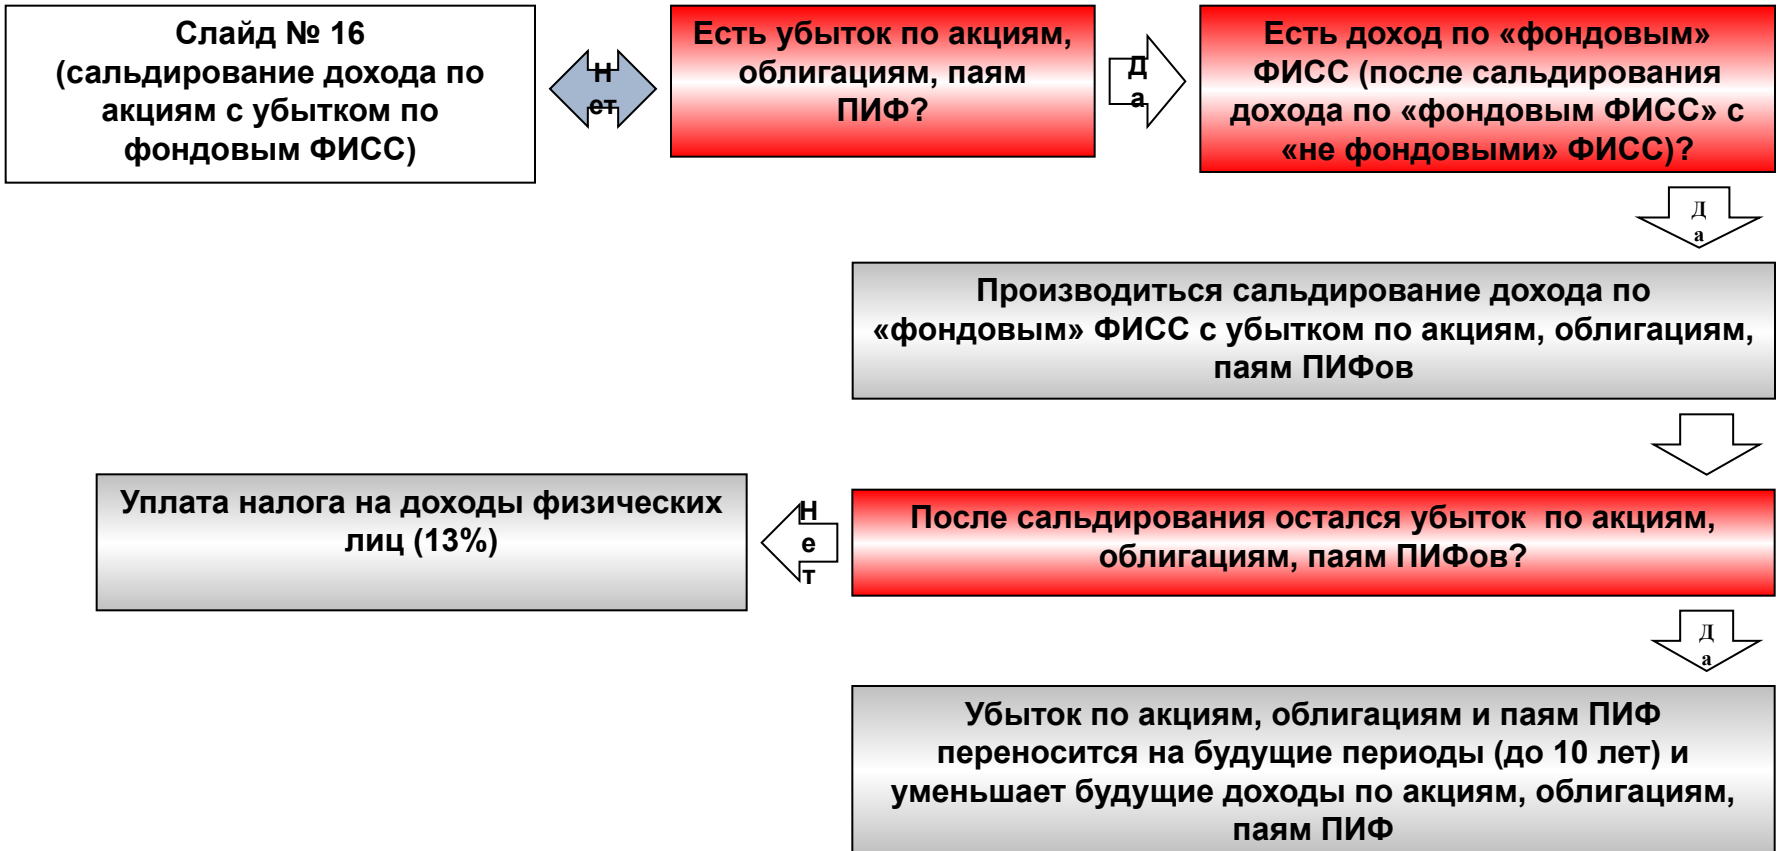 Слайд № 16
(сальдирование дохода по
акциям с убытком по
фондовым ФИСС)
Н
ет
Есть убыток по акциям,
облигациям, паям
ПИФ?
Д
а
Есть доход по «фондовым»
ФИСС (после сальдирования
дохода по «фондовым ФИСС» с
«не фондовыми» ФИСС)?
Д
а
Производиться сальдирование дохода по
«фондовым» ФИСС с убытком по акциям, облигациям,
паям ПИФов
Уплата налога на доходы физических
лиц (13%)
Н
е
т
После сальдирования остался убыток по акциям,
облигациям, паям ПИФов?
Д
а
Убыток по акциям, облигациям и паям ПИФ
переносится на будущие периоды (до 10 лет) и
уменьшает будущие доходы по акциям, облигациям,
паям ПИФ